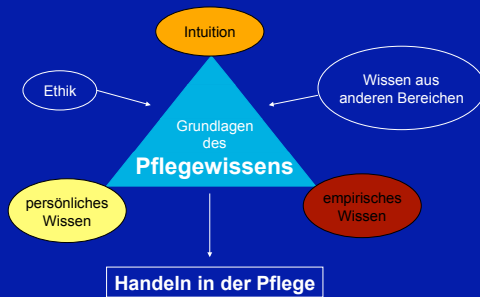 Intuition
Ethik
Wissen aus
anderen Bereichen
Grundlagen
des
Pflegewissens
persönliches
Wissen
empirisches
Wissen
Handeln in der Pflege